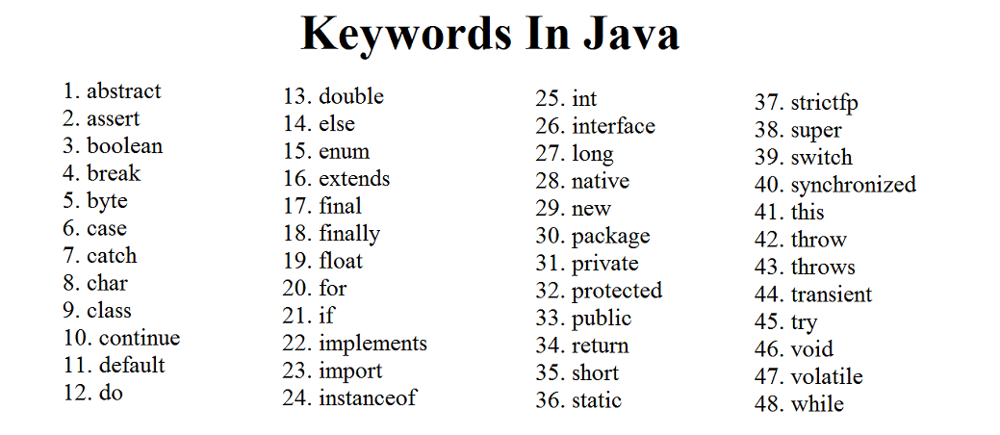 Keywords In Java
1. abstract
2. assert
3. boolean
4. break
5. byte
6. case
7. catch
8. char
9. class
10. continue
11. default
12. do
13. double
14. else
15. enum
16. extends
17. final
18. finally
19. float
20. for
21. if
22. implements
23. import
24. instanceof
25. int
26. interface
27. long
28. native
29. new
30. package
31. private
32. protected
33. public
34. return
35. short
36. static
37. strictfp
38. super
39. switch
40. synchronized
41. this
42. throw
43. throws
44. transient
45. try
46. void
47. volatile
48. while